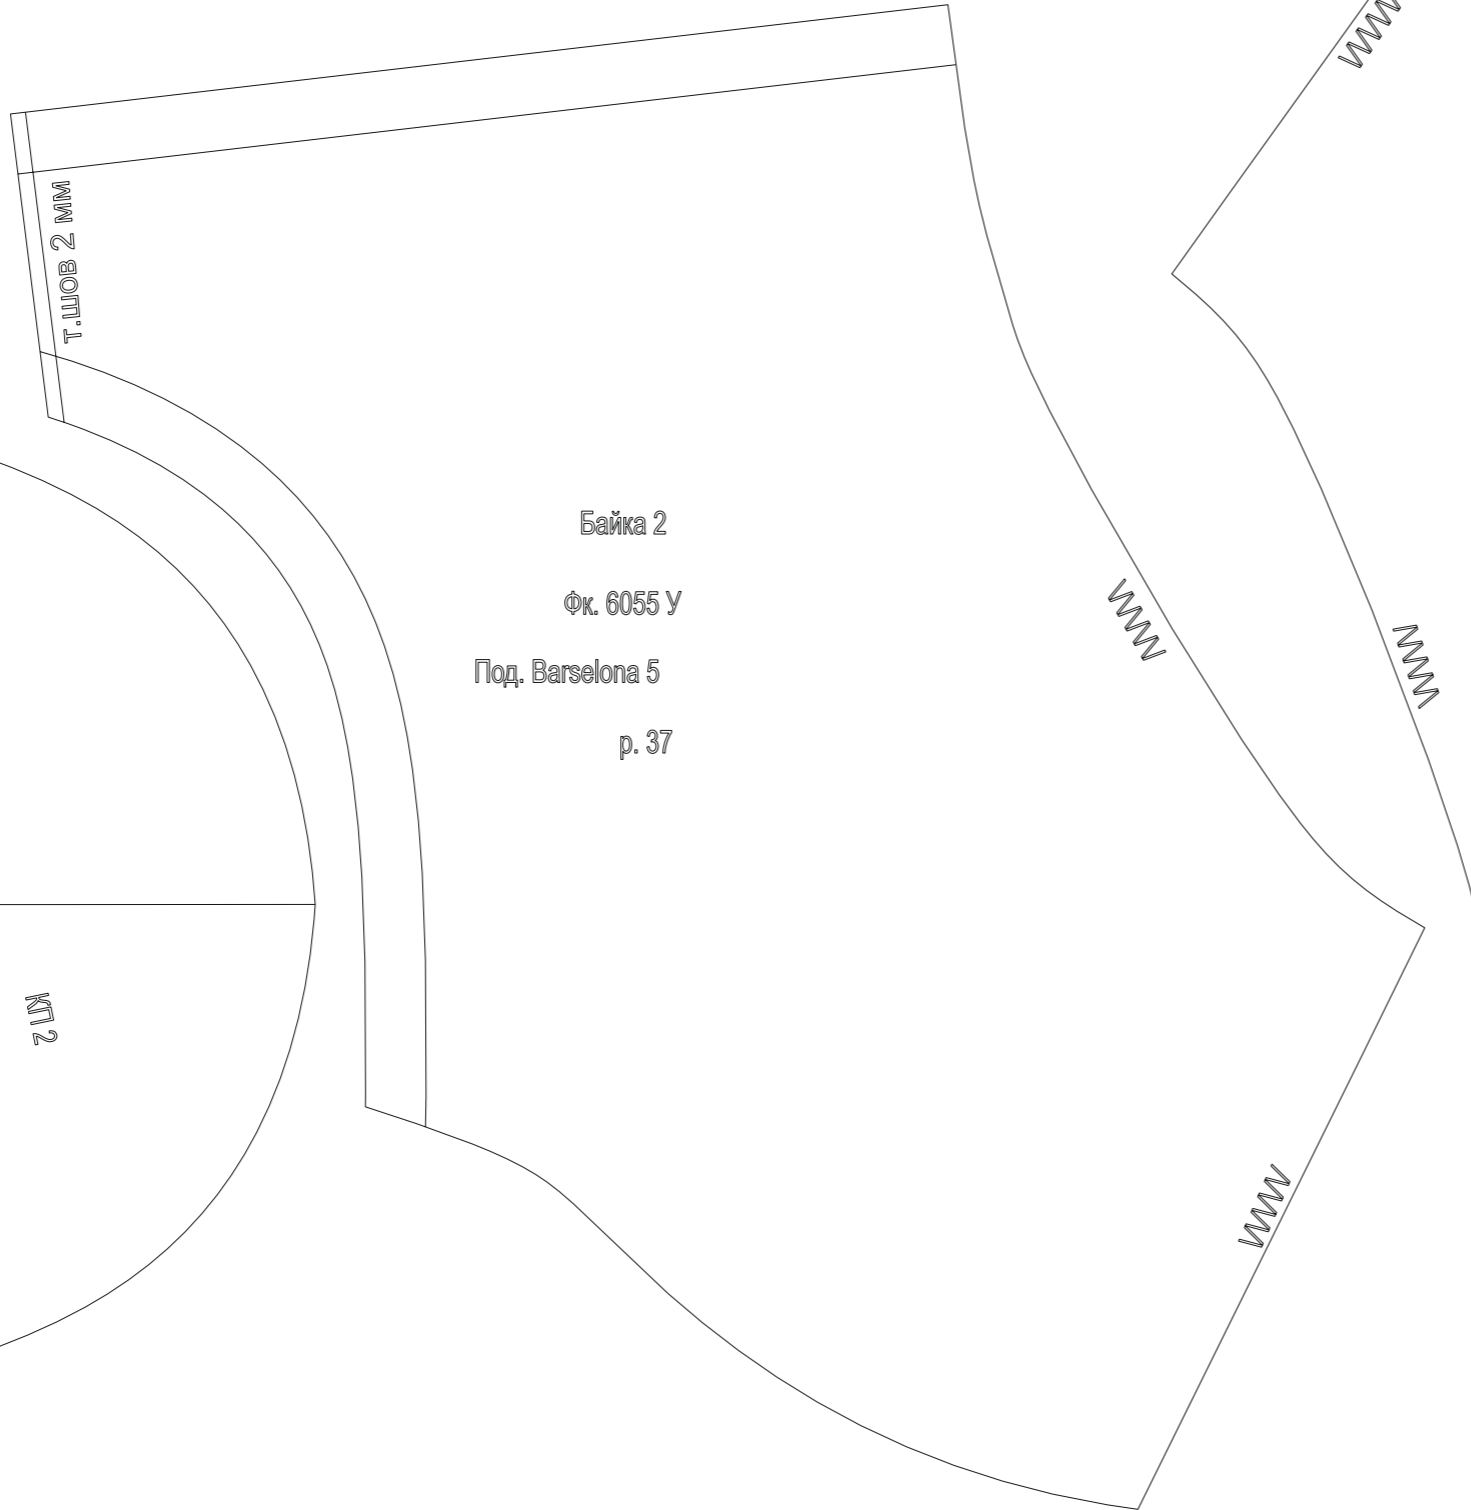 т.шов 2 мм
Байка 2
Фк. 6055 У
Под. Barselona 5
р. 37
КП 2